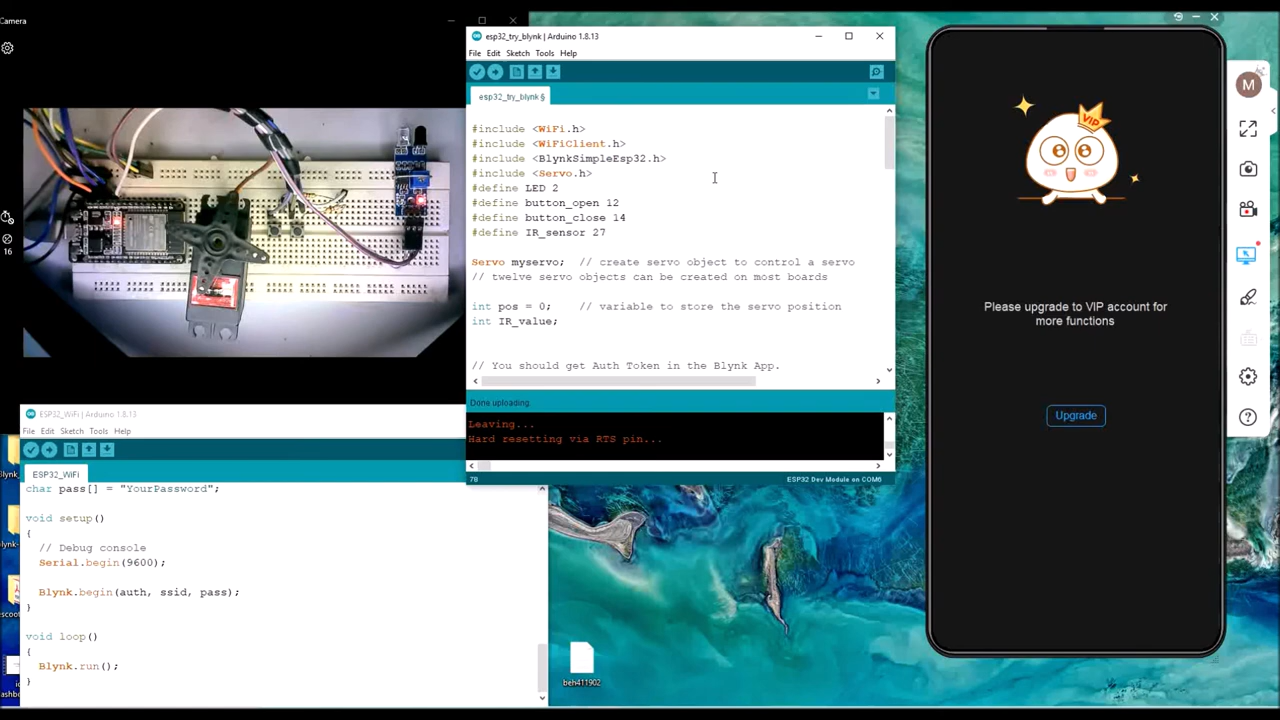 Camera
16
esp32_try_blynk | Arduino 1.8.13
File Edit Sketch Tools Help
esp32_try_blynk §
#include <WiFi.h>
#include <WiFiClient.h>
#include <BlynkSimpleEsp32.h>
#include <Servo.h>
#define LED 2
#define button_open 12
#define button_close 14
#define IR_sensor 27
Servo myservo;  // create servo object to control a servo
// twelve servo objects can be created on most boards
int pos = 0;    // variable to store the servo position
int IR_value;
// You should get Auth Token in the Blynk App.
Done uploading.
Leaving...
Hard resetting via RTS pin...
78
ESP32 Dev Module on COM6
ESP32_WiFi | Arduino 1.8.13
File Edit Sketch Tools Help
ESP32_WiFi
char pass[] = "YourPassword";
void setup()
{
// Debug console
Serial.begin(9600);
Blynk.begin(auth, ssid, pass);
}
void loop()
{
Blynk.run();
}
beh411902
VIP
Please upgrade to VIP account for
more functions
Upgrade
M